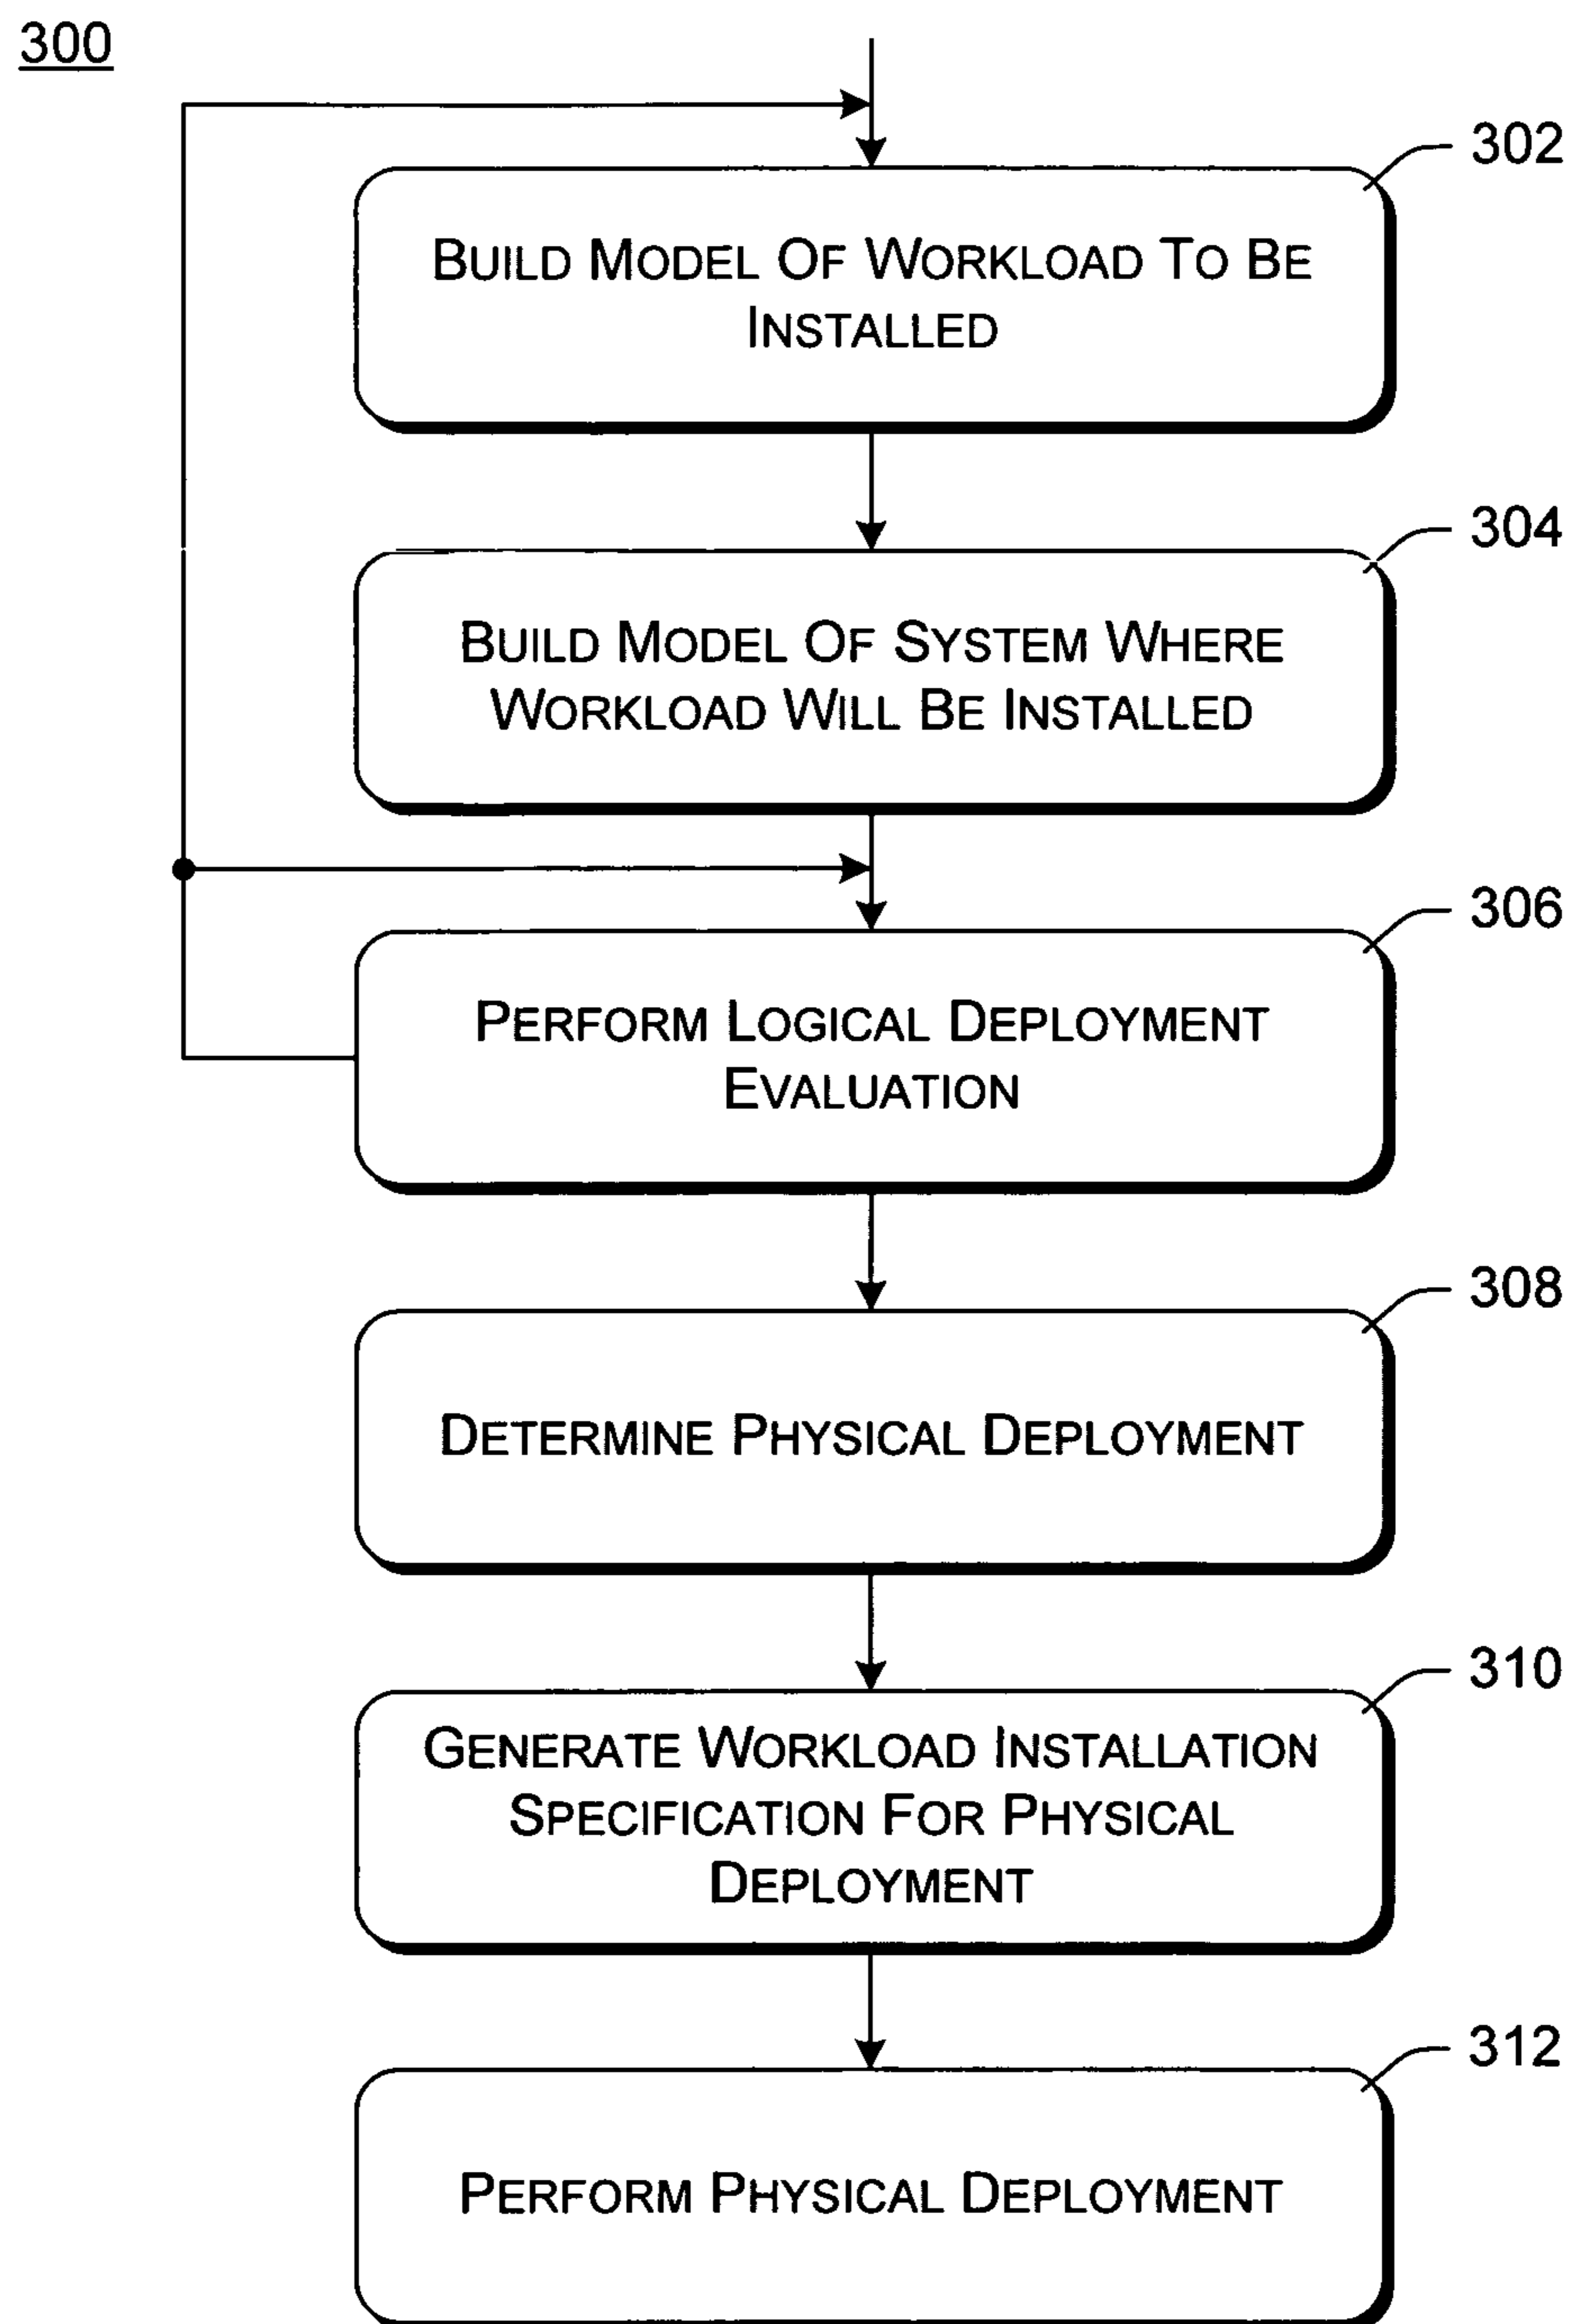 300
302
BUILD MODEL OF WORKLOAD TO BE
INSTALLED
304
BUILD MODEL OF SYSTEM WHERE
WORKLOAD WILL BE INSTALLED
306
PERFORM LOGICAL DEPLOYMENT
EVALUATION
308
DETERMINE PHYSICAL DEPLOYMENT
310
GENERATE WORKLOAD INSTALLATION
SPECIFICATION FOR PHYSICAL
DEPLOYMENT
312
PERFORM PHYSICAL DEPLOYMENT